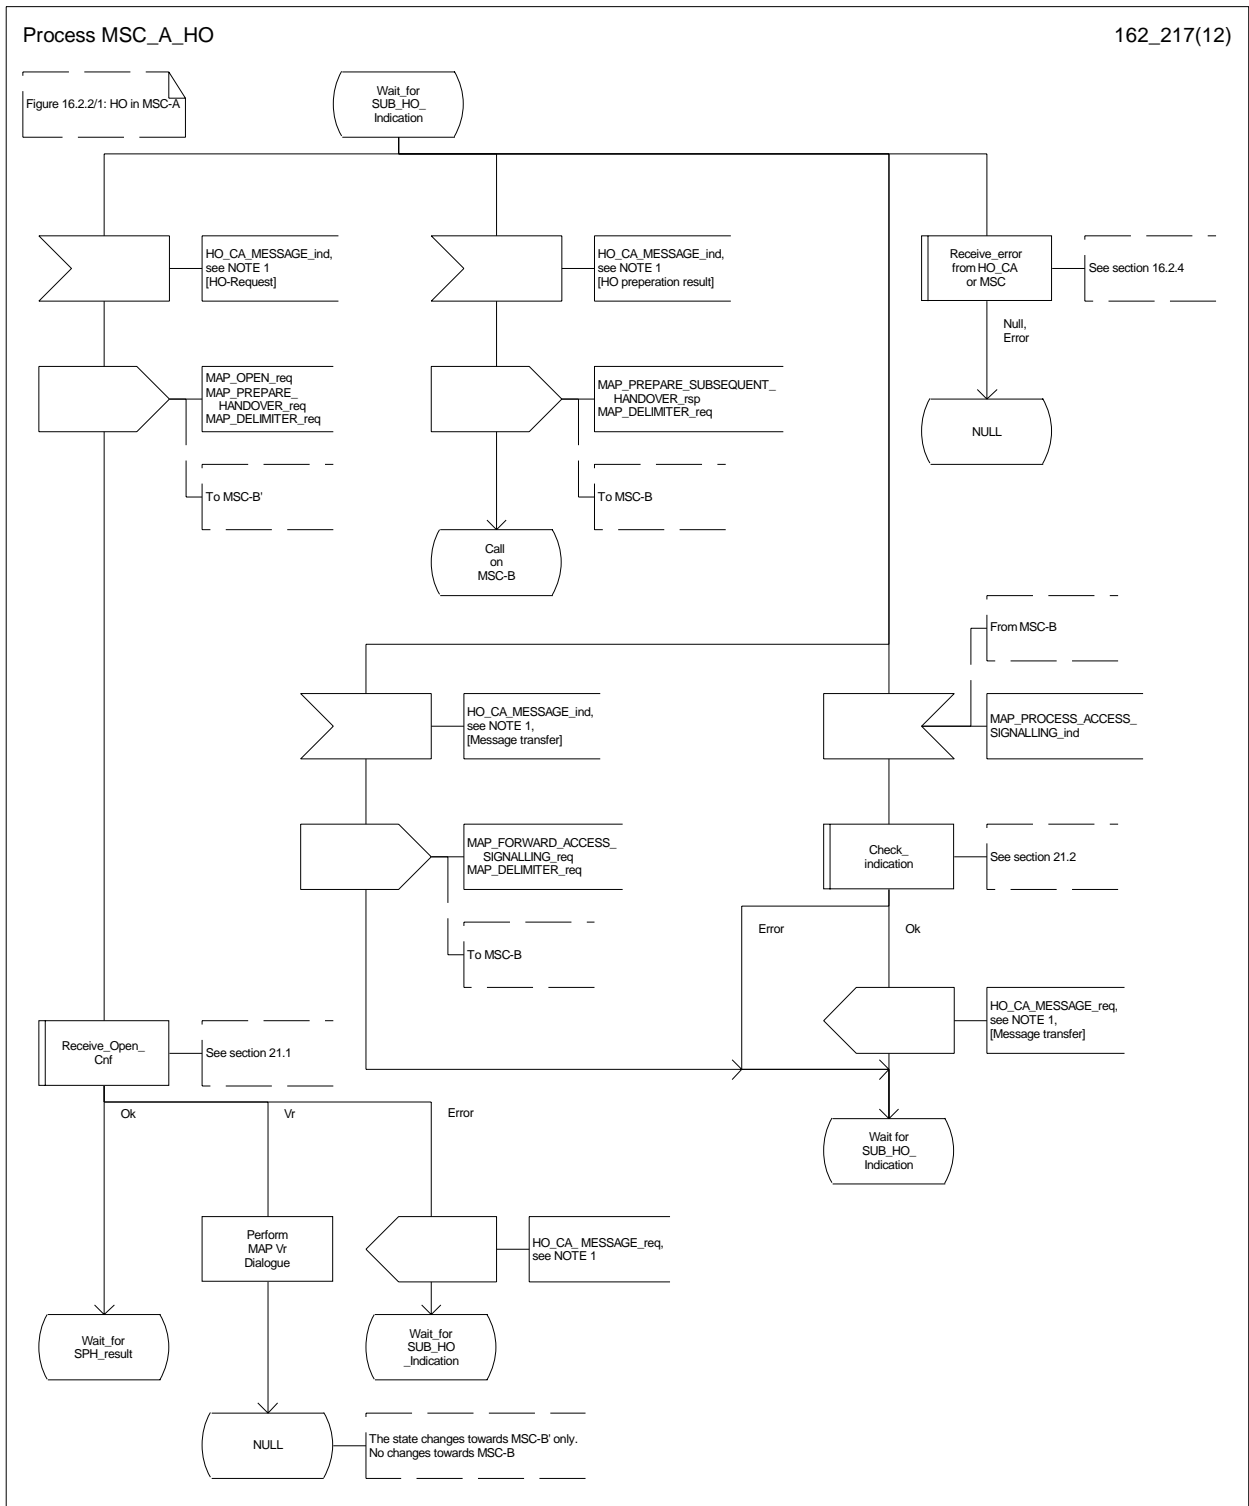 Process MSC_A_HO
162_217(12)
Figure 16.2.2/1: HO in MSC-A
Wait_for
SUB_HO_
Indication
HO_CA_MESSAGE_ind,
see NOTE 1
[HO-Request]
HO_CA_MESSAGE_ind,
see NOTE 1
[HO preperation result]
Receive_error
from HO_CA
or MSC
See section 16.2.4
Null,
Error
MAP_OPEN_req
MAP_PREPARE_
HANDOVER_req
MAP_DELIMITER_req
MAP_PREPARE_SUBSEQUENT_
HANDOVER_rsp
MAP_DELIMITER_req
NULL
To MSC-B'
To MSC-B
Call
on
MSC-B
From MSC-B
HO_CA_MESSAGE_ind,
see NOTE 1,
[Message transfer]
MAP_PROCESS_ACCESS_
SIGNALLING_ind
MAP_FORWARD_ACCESS_
SIGNALLING_req
MAP_DELIMITER_req
Check_
indication
See section 21.2
Error
Ok
To MSC-B
HO_CA_MESSAGE_req,
see NOTE 1,
[Message transfer]
Receive_Open_
Cnf
See section 21.1
Ok
Vr
Error
Wait for
SUB_HO_
Indication
Perform
MAP Vr
Dialogue
HO_CA_ MESSAGE_req,
see NOTE 1
Wait_for
SPH_result
Wait_for
SUB_HO
_Indication
NULL
The state changes towards MSC-B' only.
No changes towards MSC-B